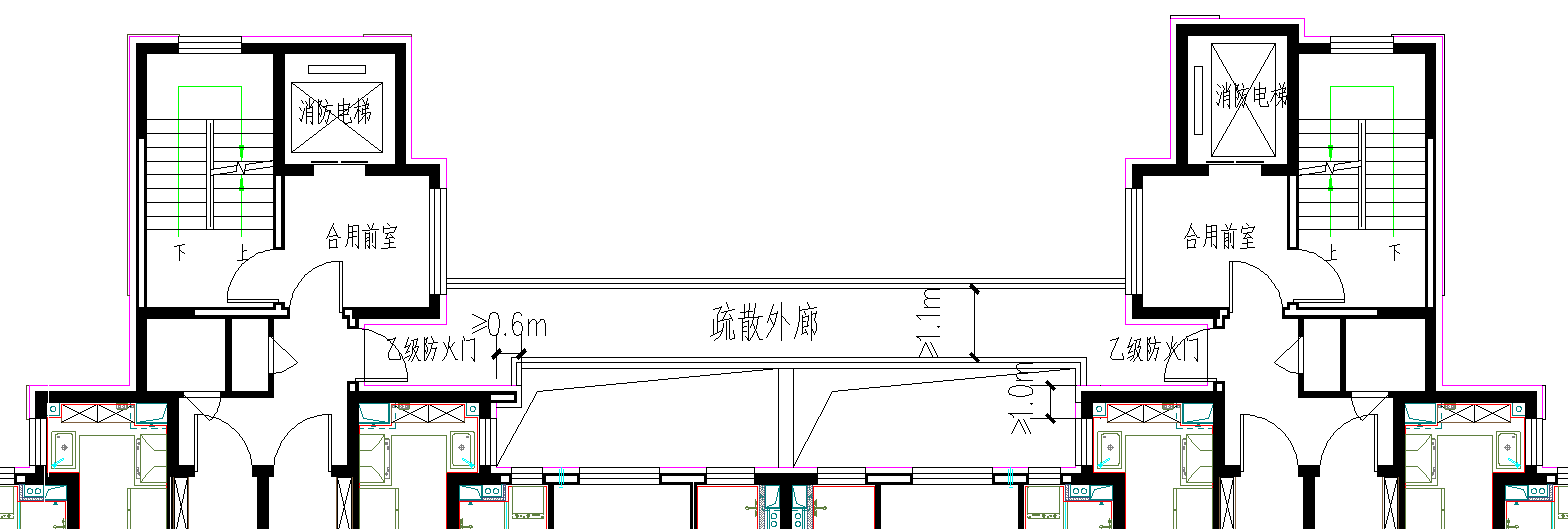 消防电梯
消防电梯
合用前室
合用前室
下
上
上
下
≥0.6m
疏散外廊
≥1.1m
乙级防火门
乙级防火门
≥1.0m